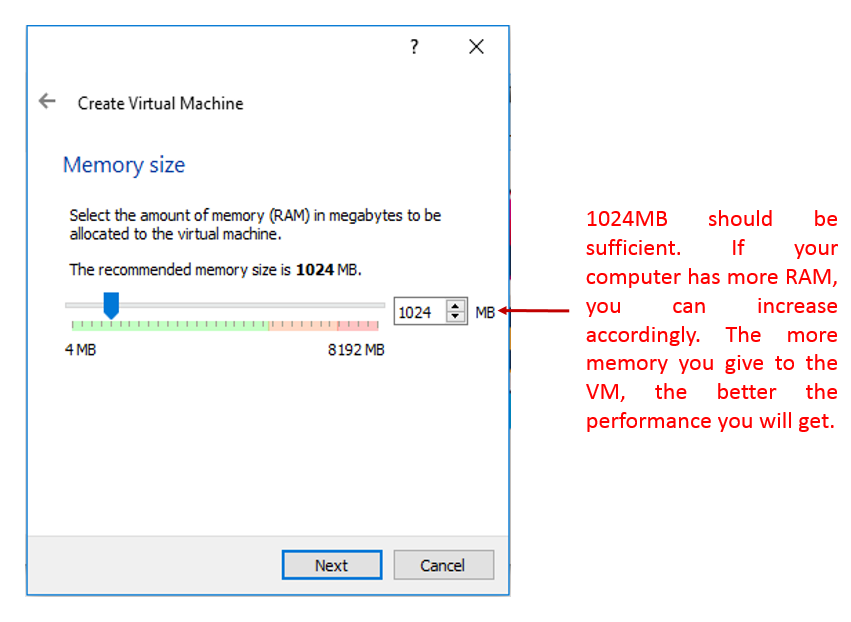 ?
Create Virtual Machine
Memory size
Select the amount of memory (RAM) in megabytes to be
allocated to the virtual machine.
The recommended memory size is 1024 MB.
1024 MB
4 MB 8192 MB
Next Cancel
1024MB should be
sufficient. If your
computer has more RAM,
you can increase
accordingly. The more
memory you give to the
VM, the better the
performance you will get.